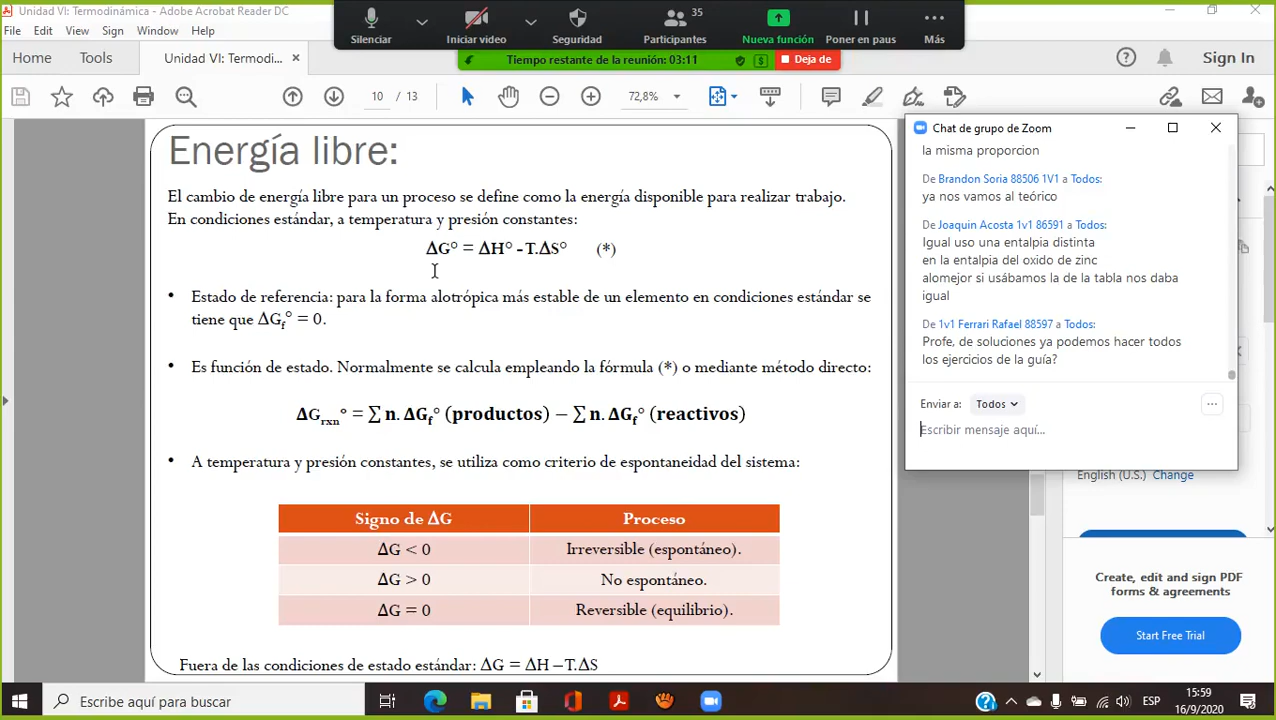 Unidad VI: Termodinámica - Adobe Acrobat Reader DC
File Edit View Sign Window Help
Silenciar
Iniciar video
Seguridad
35
Participantes
Nueva función
Poner en paus
Más
Tiempo restante de la reunión: 03:11
Deja de
Home Tools Unidad VI: Termodi... ×
Sign In
10 / 13
72,8%
Energía libre:
El cambio de energía libre para un proceso se define como la energía disponible para realizar trabajo.
En condiciones estándar, a temperatura y presión constantes:
ΔG° = ΔH° - T.ΔS° (*)
• Estado de referencia: para la forma alotrópica más estable de un elemento en condiciones estándar se
tiene que ΔGf° = 0.
• Es función de estado. Normalmente se calcula empleando la fórmula (*) o mediante método directo:
ΔGrxn° = ∑ n. ΔGf° (productos) − ∑ n. ΔGf° (reactivos)
• A temperatura y presión constantes, se utiliza como criterio de espontaneidad del sistema:
Signo de ΔG Proceso
ΔG < 0 Irreversible (espontáneo).
ΔG > 0 No espontáneo.
ΔG = 0 Reversible (equilibrio).
Fuera de las condiciones de estado estándar: ΔG = ΔH – T.ΔS
Chat de grupo de Zoom
la misma proporcion
De Brandon Soria 88506 1V1 a Todos:
ya nos vamos al teórico
De Joaquin Acosta 1v1 86591 a Todos:
Igual uso una entalpia distinta
en la entalpia del oxido de zinc
alomejor si usábamos la de la tabla nos daba
igual
De 1v1 Ferrari Rafael 88597 a Todos:
Profe, de soluciones ya podemos hacer todos
los ejercicios de la guía?
Enviar a: Todos
Escribir mensaje aquí...
English (U.S.) Change
Create, edit and sign PDF
forms & agreements
Start Free Trial
Escribe aquí para buscar
ESP
15:59
16/9/2020